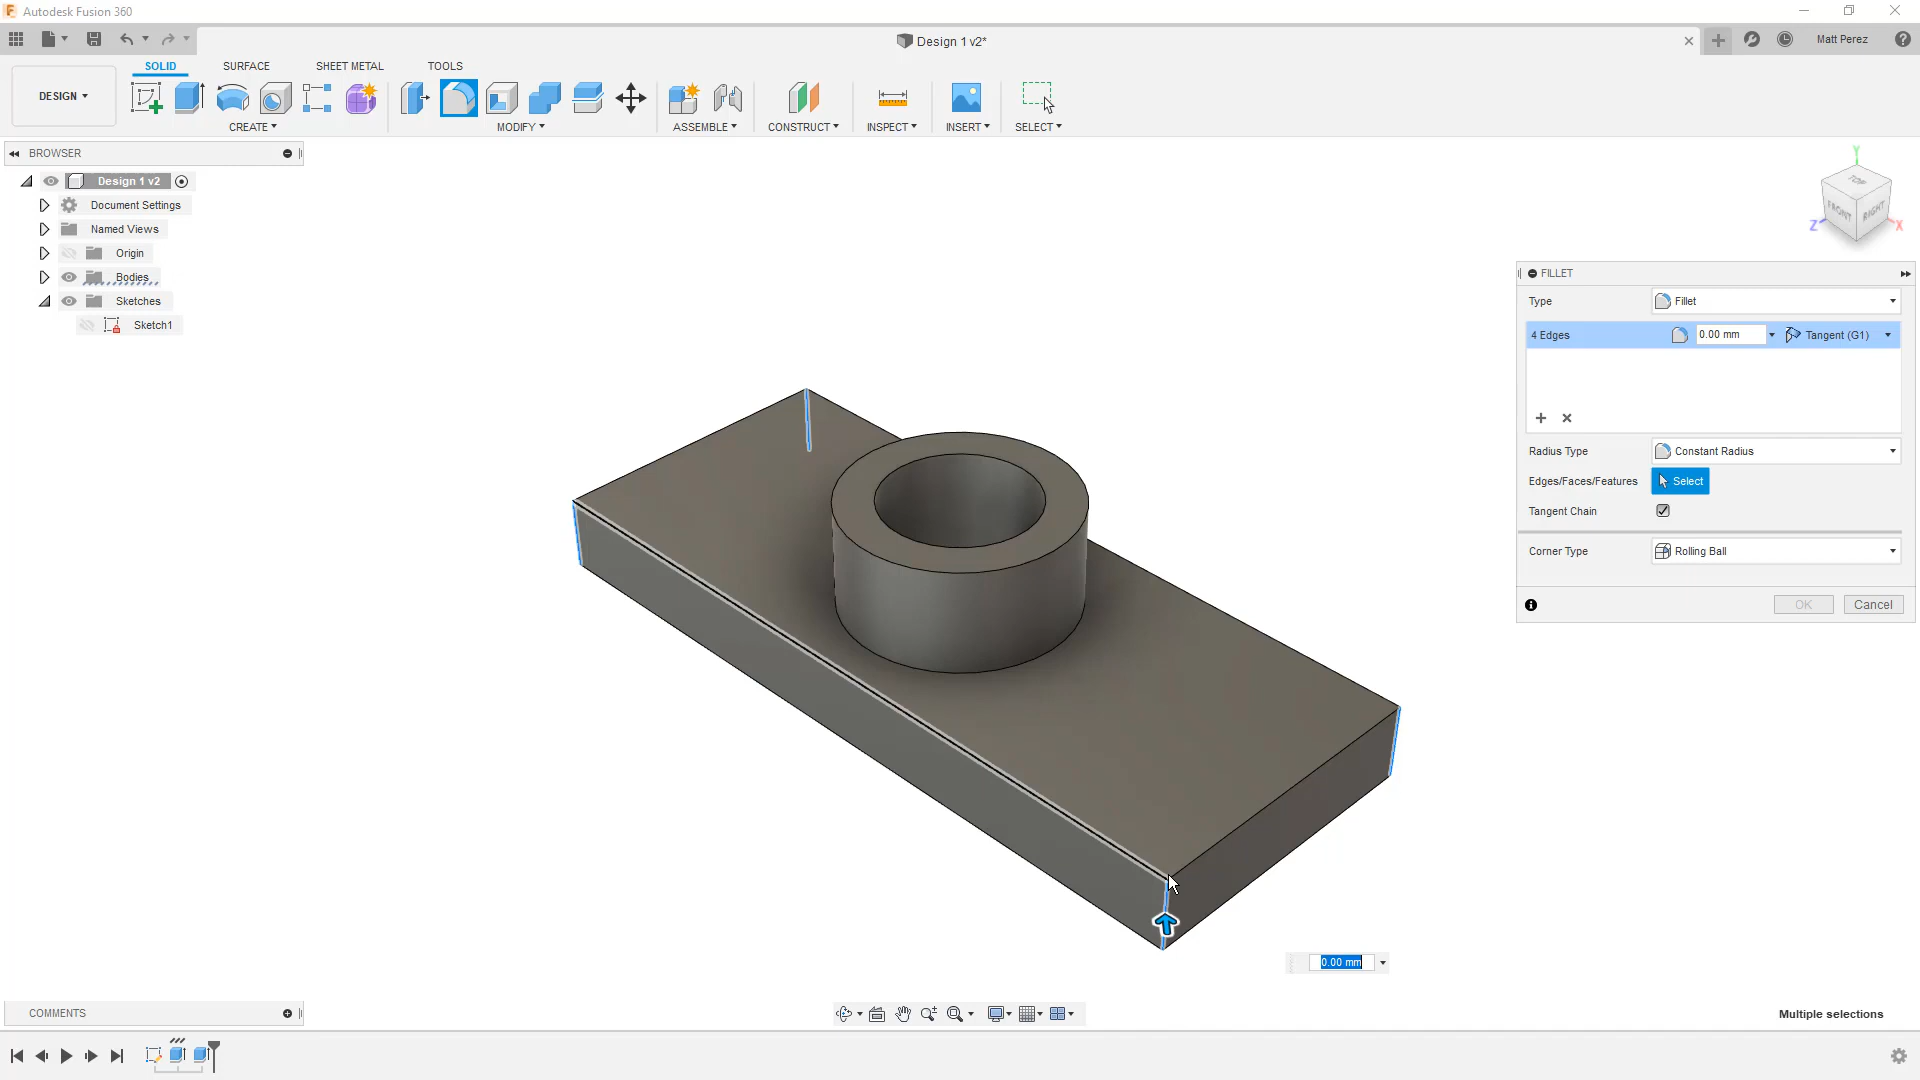 Autodesk Fusion 360
Design 1 v2*
Matt Perez
SOLID SURFACE SHEET METAL TOOLS
DESIGN
CREATE MODIFY ASSEMBLE CONSTRUCT INSPECT INSERT SELECT
BROWSER
Design 1 v2
Document Settings
Named Views
Origin
Bodies
Sketches
Sketch1
Y
TOP
FRONT
RIGHT
Z
X
FILLET
Type Fillet
4 Edges 0.00 mm Tangent (G1)
Radius Type Constant Radius
Edges/Faces/Features Select
Tangent Chain
Corner Type Rolling Ball
OK Cancel
0.00 mm
COMMENTS
Multiple selections